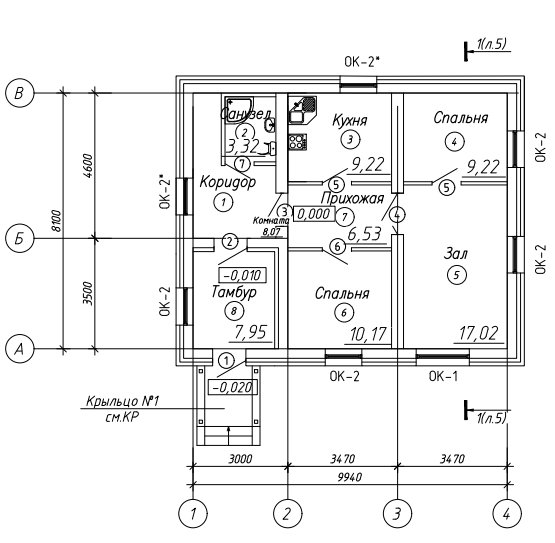 1(л.5)
ОК-2*
В
Санузел
2
3,32
7
Кухня
3
9,22
5
Спальня
4
9,22
5
ОК-2
4600
8100
ОК-2*
Коридор
1
Комната
8,07
3
0,000
Прихожая
7
6,53
4
6
Б
2
-0,010
Тамбур
8
7,95
Спальня
6
10,17
Зал
5
17,02
ОК-2
ОК-2
3500
А
1
-0,020
ОК-2
ОК-1
Крыльцо №1
см.КР
1(л.5)
3000
3470
3470
9940
1
2
3
4